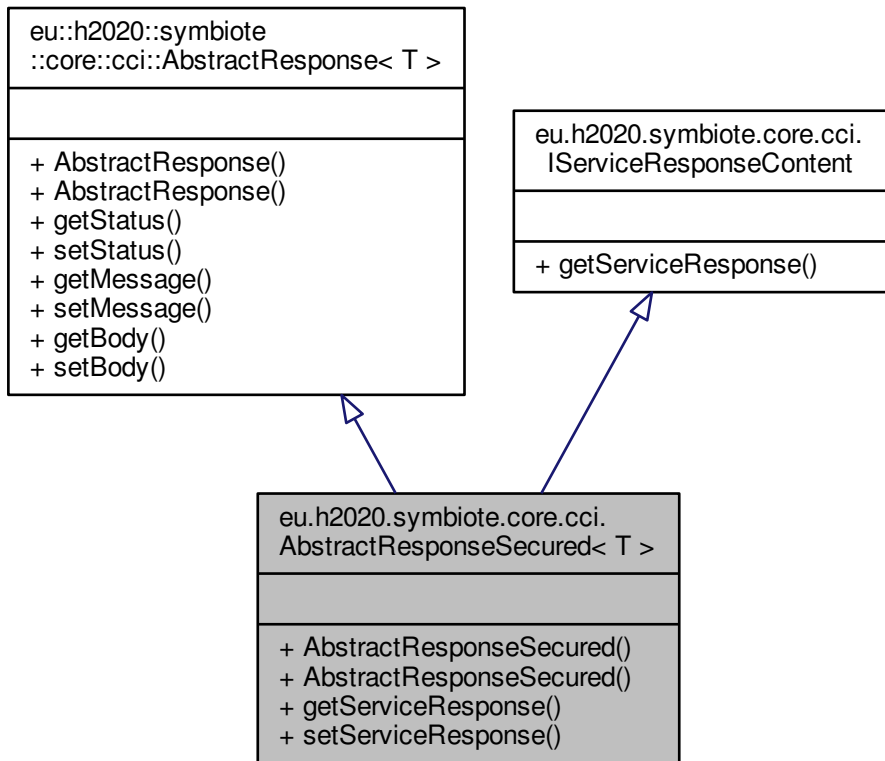 eu::h2020::symbiote
::core::cci::AbstractResponse< T >
+ AbstractResponse()
+ AbstractResponse()
+ getStatus()
+ setStatus()
+ getMessage()
+ setMessage()
+ getBody()
+ setBody()
eu.h2020.symbiote.core.cci.
IServiceResponseContent
+ getServiceResponse()
eu.h2020.symbiote.core.cci.
AbstractResponseSecured< T >
+ AbstractResponseSecured()
+ AbstractResponseSecured()
+ getServiceResponse()
+ setServiceResponse()